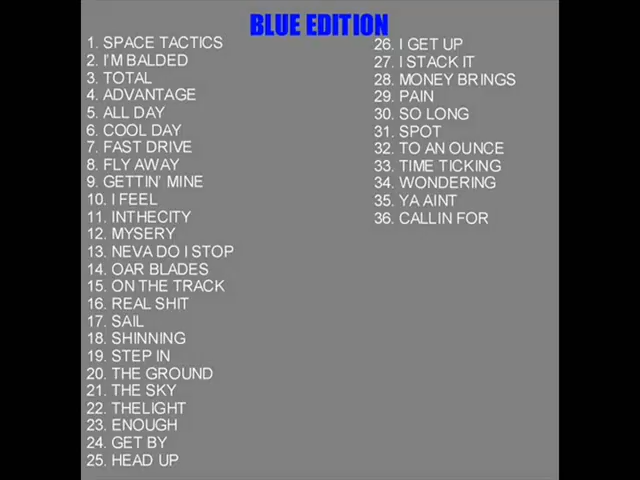 BLUE EDITION
1. SPACE TACTICS
2. I'M BALDED
3. TOTAL
4. ADVANTAGE
5. ALL DAY
6. COOL DAY
7. FAST DRIVE
8. FLY AWAY
9. GETTIN' MINE
10. I FEEL
11. INTHECITY
12. MYSERY
13. NEVA DO I STOP
14. OAR BLADES
15. ON THE TRACK
16. REAL SHIT
17. SAIL
18. SHINNING
19. STEP IN
20. THE GROUND
21. THE SKY
22. THELIGHT
23. ENOUGH
24. GET BY
25. HEAD UP
26. I GET UP
27. I STACK IT
28. MONEY BRINGS
29. PAIN
30. SO LONG
31. SPOT
32. TO AN OUNCE
33. TIME TICKING
34. WONDERING
35. YA AINT
36. CALLIN FOR